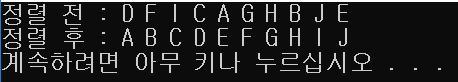 정렬 전 : D F I C A G H B J E
정렬 후 : A B C D E F G H I J
계속하려면 아무 키나 누르십시오 . . .